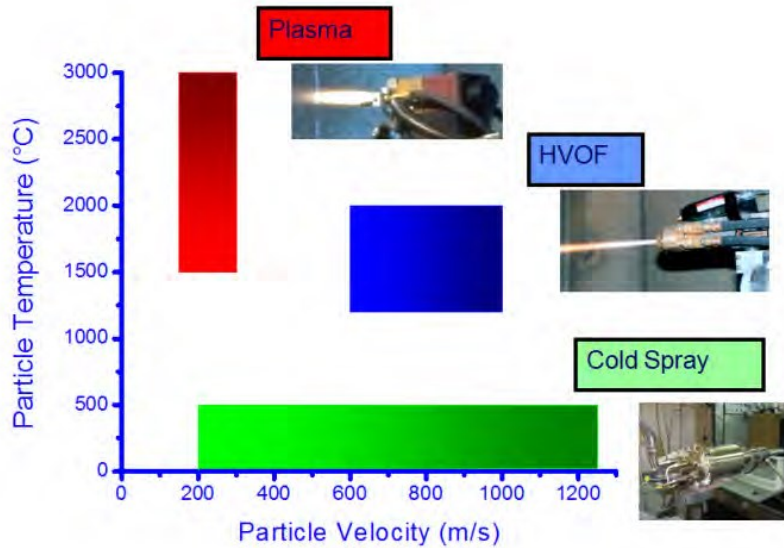 Plasma
HVOF
Cold Spray
Particle Temperature (°C)
3000
2500
2000
1500
1000
500
0
0 200 400 600 800 1000 1200
Particle Velocity (m/s)